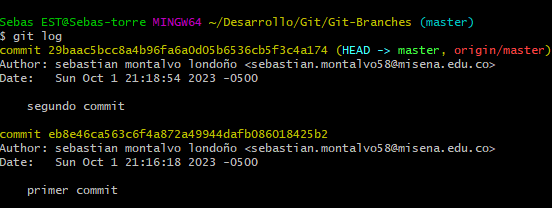 Sebas EST@Sebas-torre MINGW64 ~/Desarrollo/Git/Git-Branches (master)
$ git log
commit 29baac5bcc8a4b96fa6a0d05b6536cb5f3c4a174 (HEAD -> master, origin/master)
Author: sebastian montalvo londoño <sebastian.montalvo58@misena.edu.co>
Date:   Sun Oct 1 21:18:54 2023 -0500
    segundo commit
commit eb8e46ca563c6f4a872a49944dafb086018425b2
Author: sebastian montalvo londoño <sebastian.montalvo58@misena.edu.co>
Date:   Sun Oct 1 21:16:18 2023 -0500
    primer commit